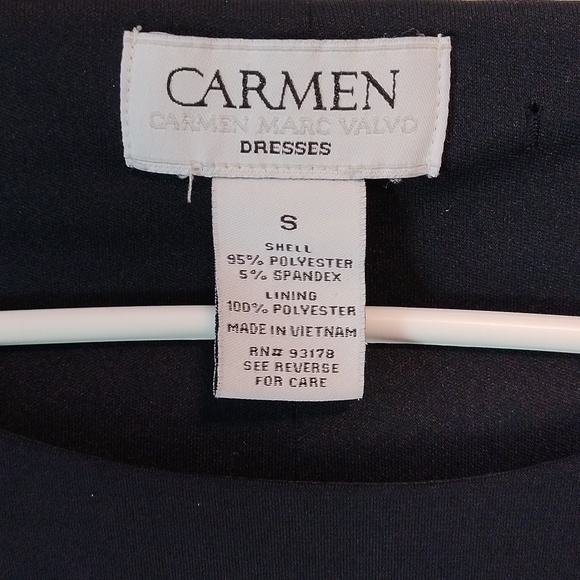 CARMEN
CARMEN MARC VALVO
DRESSES
S
SHELL
95% POLYESTER
5% SPANDEX
LINING
100% POLYESTER
MADE IN VIETNAM
RN# 93178
SEE REVERSE
FOR CARE